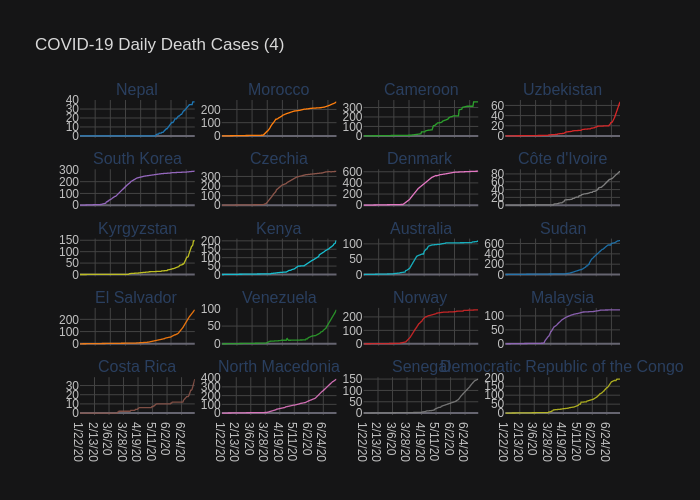 COVID-19 Daily Death Cases (4)
Nepal Morocco Cameroon Uzbekistan
40 30 20 10 0
200 100 0
300 200 100 0
60 40 20 0
South Korea Czechia Denmark Côte d'Ivoire
300 200 100 0
300 200 100 0
600 400 200 0
80 60 40 20 0
Kyrgyzstan Kenya Australia Sudan
150 100 50 0
200 150 100 50 0
100 50 0
600 400 200 0
El Salvador Venezuela Norway Malaysia
200 100 0
100 50 0
200 100 0
100 50 0
Costa Rica North Macedonia Senegal Democratic Republic of the Congo
30 20 10 0
400 300 200 100 0
150 100 50 0
200 150 100 50 0
1/22/20 2/13/20 3/6/20 3/28/20 4/19/20 5/11/20 6/2/20 6/24/20
1/22/20 2/13/20 3/6/20 3/28/20 4/19/20 5/11/20 6/2/20 6/24/20
1/22/20 2/13/20 3/6/20 3/28/20 4/19/20 5/11/20 6/2/20 6/24/20
1/22/20 2/13/20 3/6/20 3/28/20 4/19/20 5/11/20 6/2/20 6/24/20